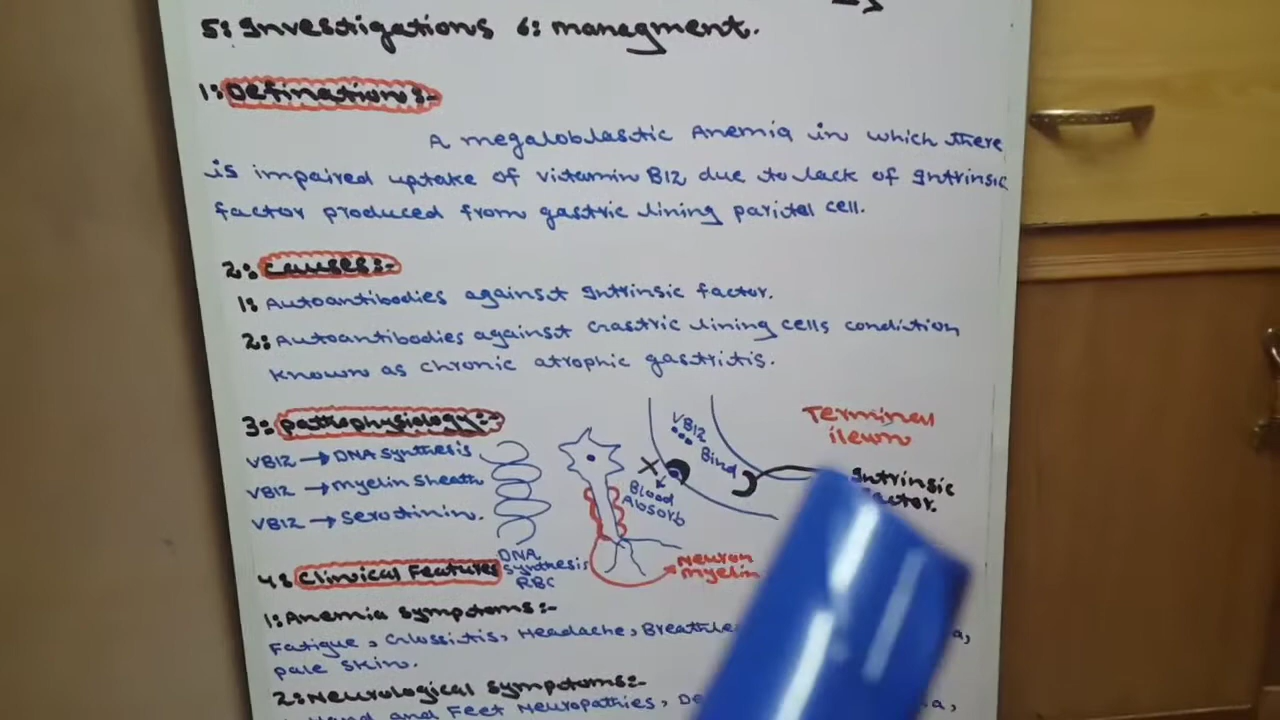 5: Investigations 6: managment.
1: Defination:-
A megaloblastic Anemia in which there
is impaired uptake of vitamin B12 due to lack of Intrinsic
factor produced from gastric lining parital cell.
2: causes:-
1: Autoantibodies against Intrinsic factor.
2: Autoantibodies against Gastric lining cells condition
known as chronic atrophic gastritis.
3: pathophysiology:-
VB12 → DNA synthesis
VB12 → myelin sheath
VB12 → Serotinin.
DNA
synthesis
RBC
Neuron
myelin
VB12
Bind
X
Blood
Absorb
Terminal
ileum
Intrinsic
4: Clinical Features
1: Anemia symptoms:-
Fatigue, Glossitis, Headache,
pale skin.
2: Neurological symptoms:-
Hand and Feet Neuropathies,